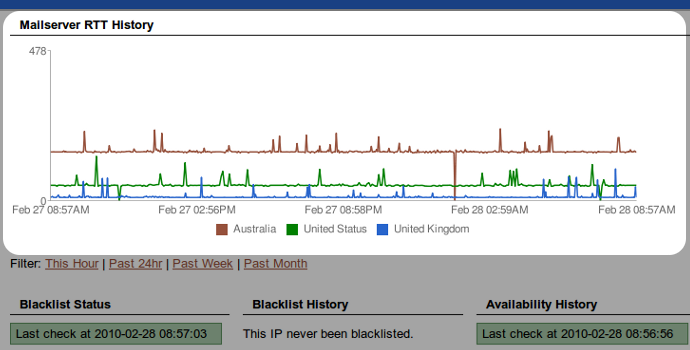 Mailserver RTT History
478
0
Feb 27 08:57AM Feb 27 02:56PM Feb 27 08:58PM Feb 28 02:59AM Feb 28 08:57AM
Australia United Status United Kingdom
Filter: This Hour | Past 24hr | Past Week | Past Month
Blacklist Status Blacklist History Availability History
Last check at 2010-02-28 08:57:03 This IP never been blacklisted. Last check at 2010-02-28 08:56:56